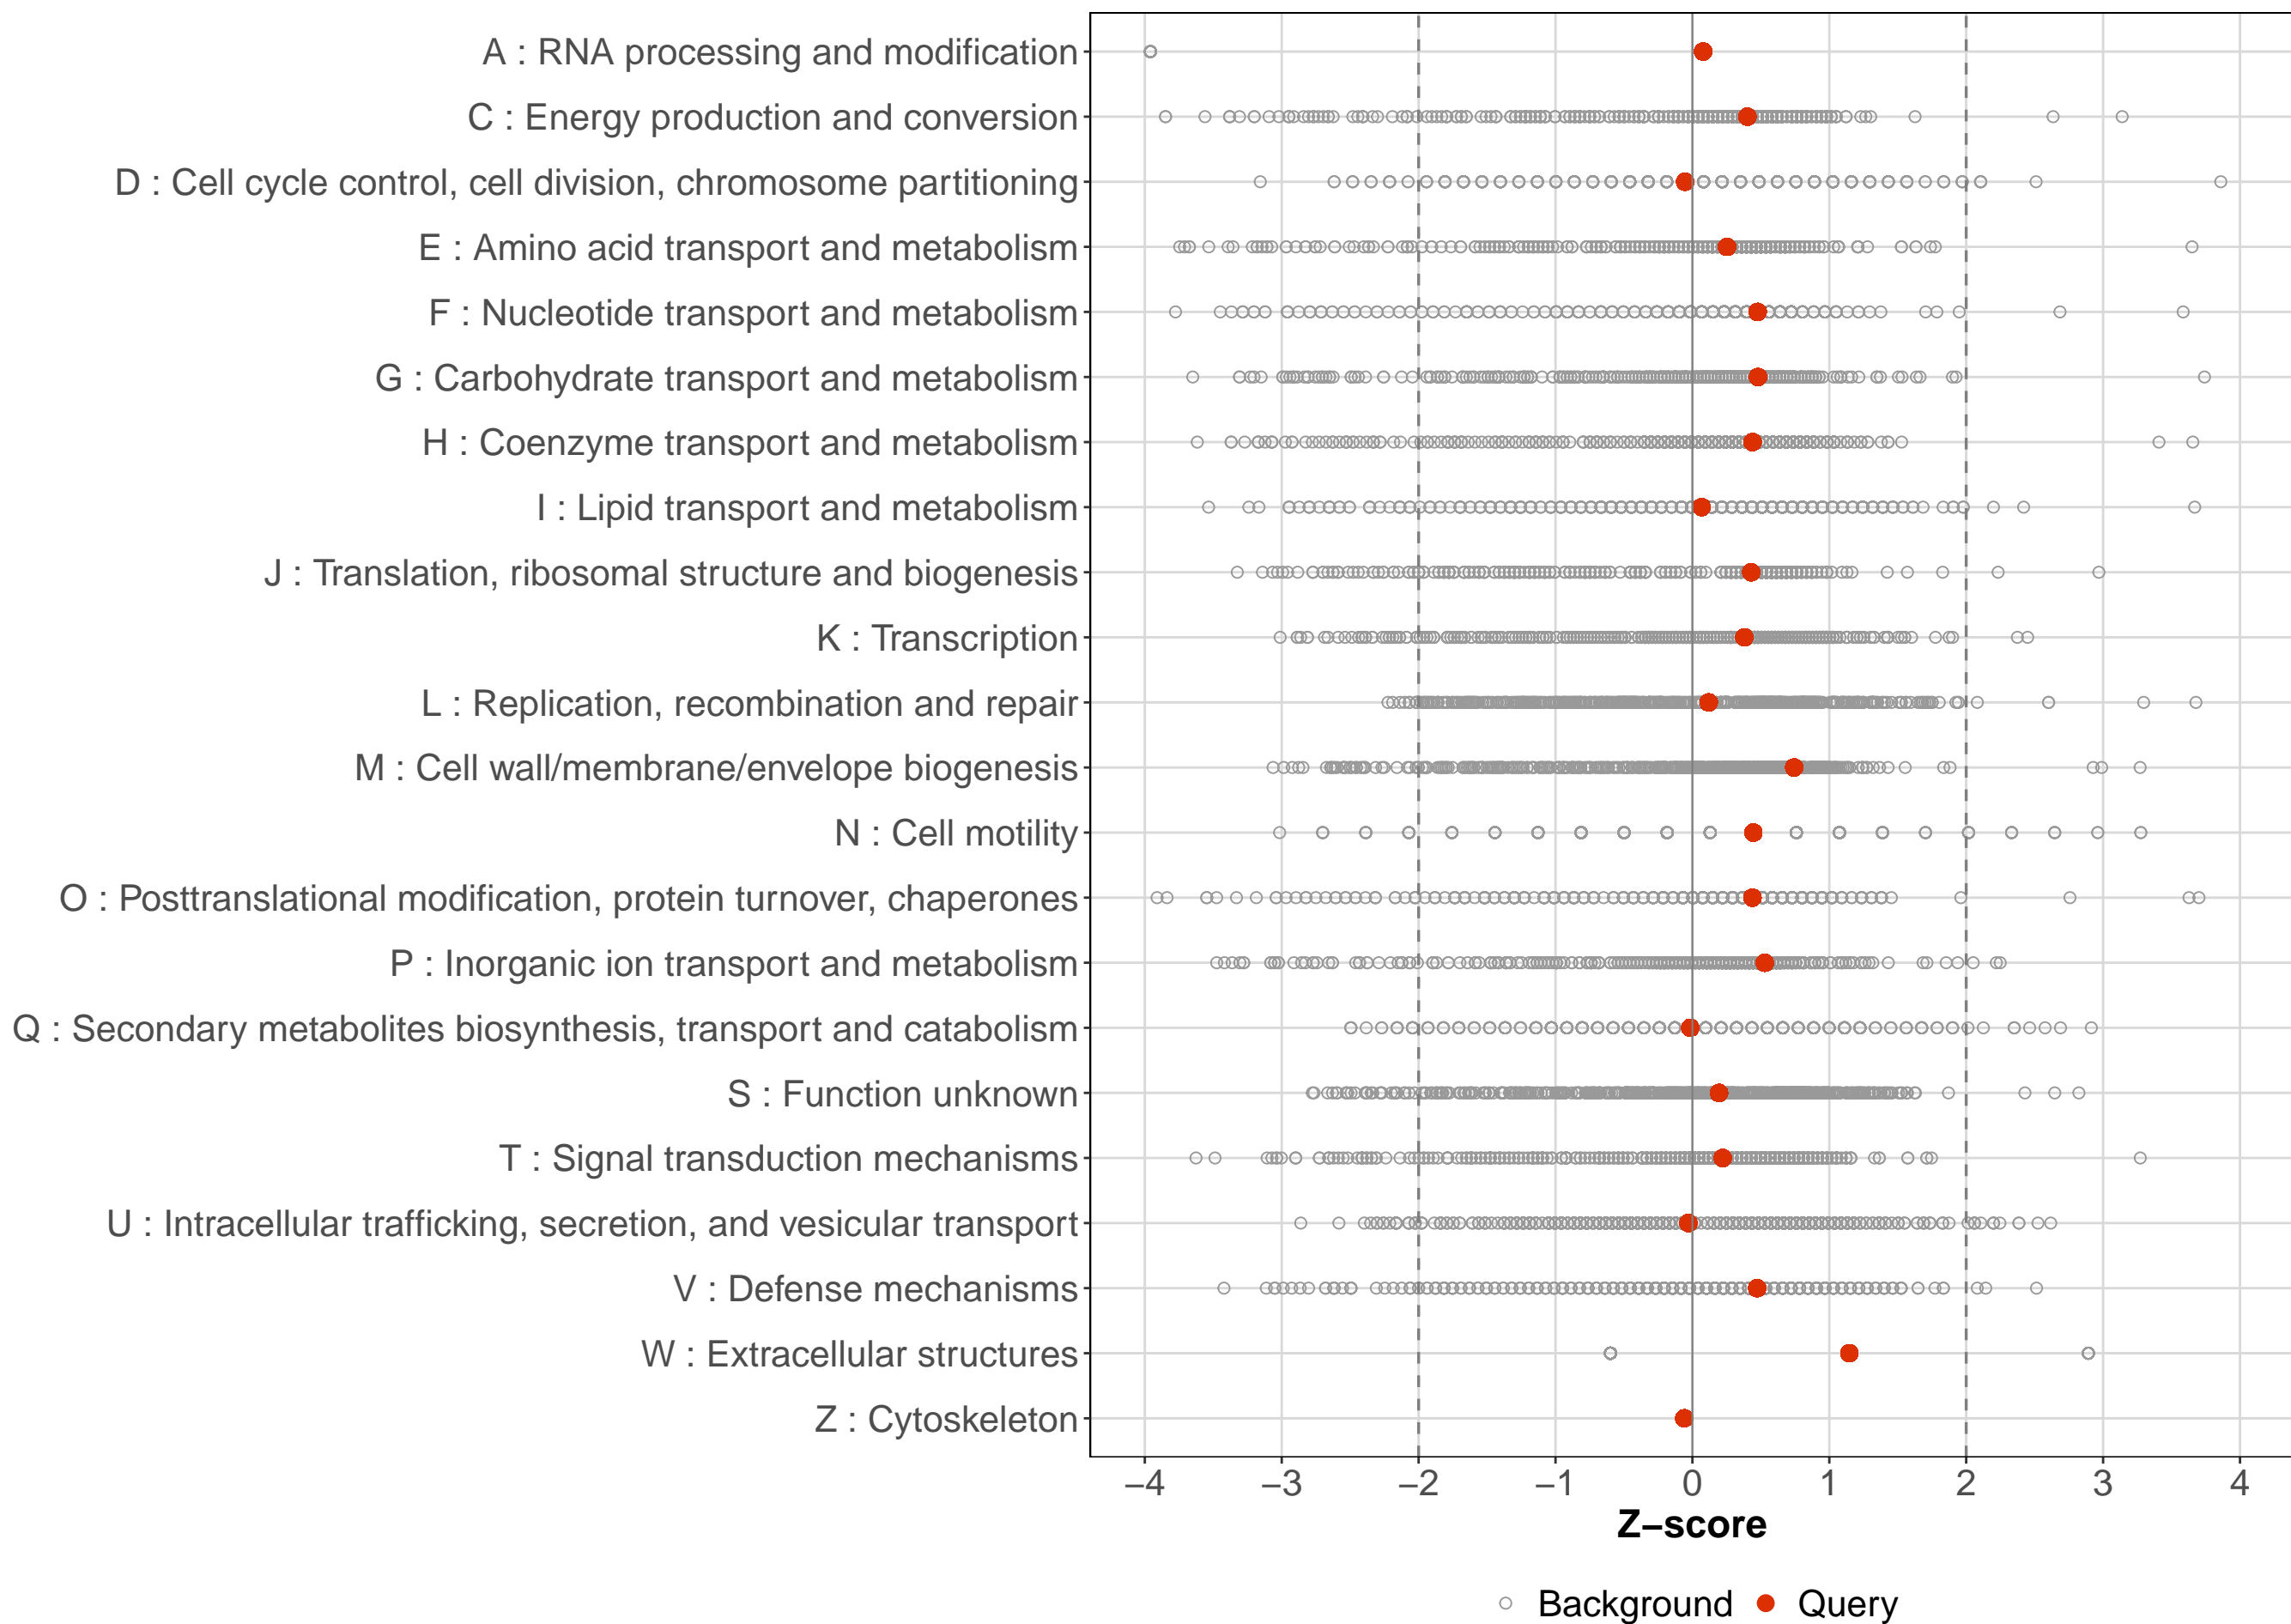 A : RNA processing and modification
C : Energy production and conversion
D : Cell cycle control, cell division, chromosome partitioning
E : Amino acid transport and metabolism
F : Nucleotide transport and metabolism
G : Carbohydrate transport and metabolism
H : Coenzyme transport and metabolism
I : Lipid transport and metabolism
J : Translation, ribosomal structure and biogenesis
K : Transcription
L : Replication, recombination and repair
M : Cell wall/membrane/envelope biogenesis
N : Cell motility
O : Posttranslational modification, protein turnover, chaperones
P : Inorganic ion transport and metabolism
Q : Secondary metabolites biosynthesis, transport and catabolism
S : Function unknown
T : Signal transduction mechanisms
U : Intracellular trafficking, secretion, and vesicular transport
V : Defense mechanisms
W : Extracellular structures
Z : Cytoskeleton
−4 −3 −2 −1 0 1 2 3 4
Z−score
Background Query